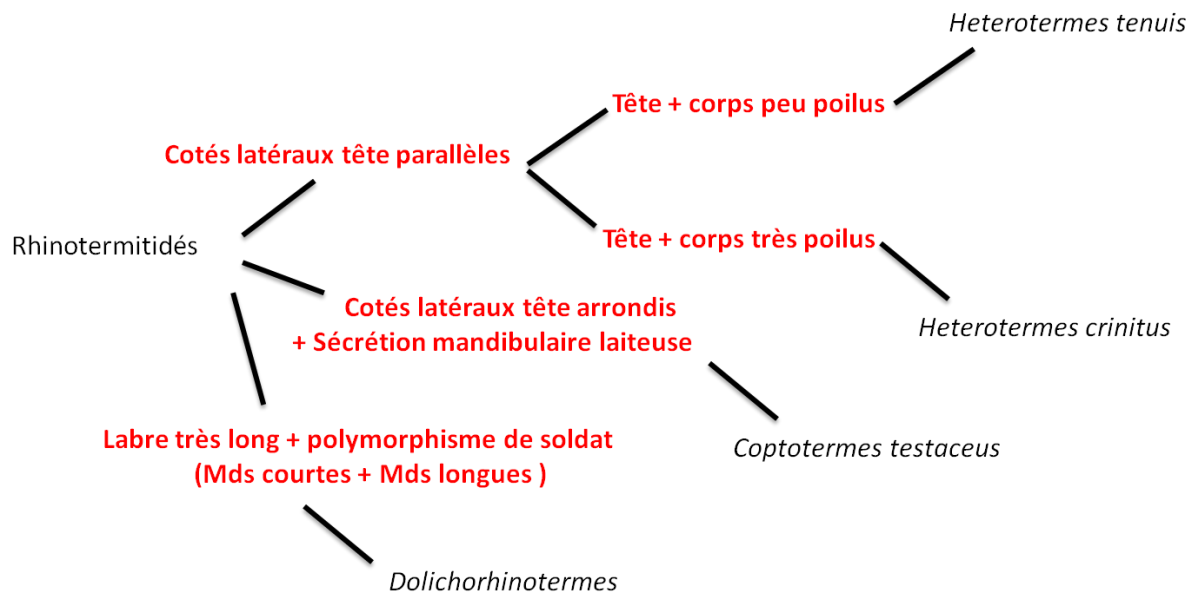 Heterotermes tenuis
Tête + corps peu poilus
Cotés latéraux tête parallèles
Tête + corps très poilus
Rhinotermitidés
Cotés latéraux tête arrondis
+ Sécrétion mandibulaire laiteuse
Heterotermes crinitus
Labre très long + polymorphisme de soldat
(Mds courtes + Mds longues )
Coptotermes testaceus
Dolichorhinotermes